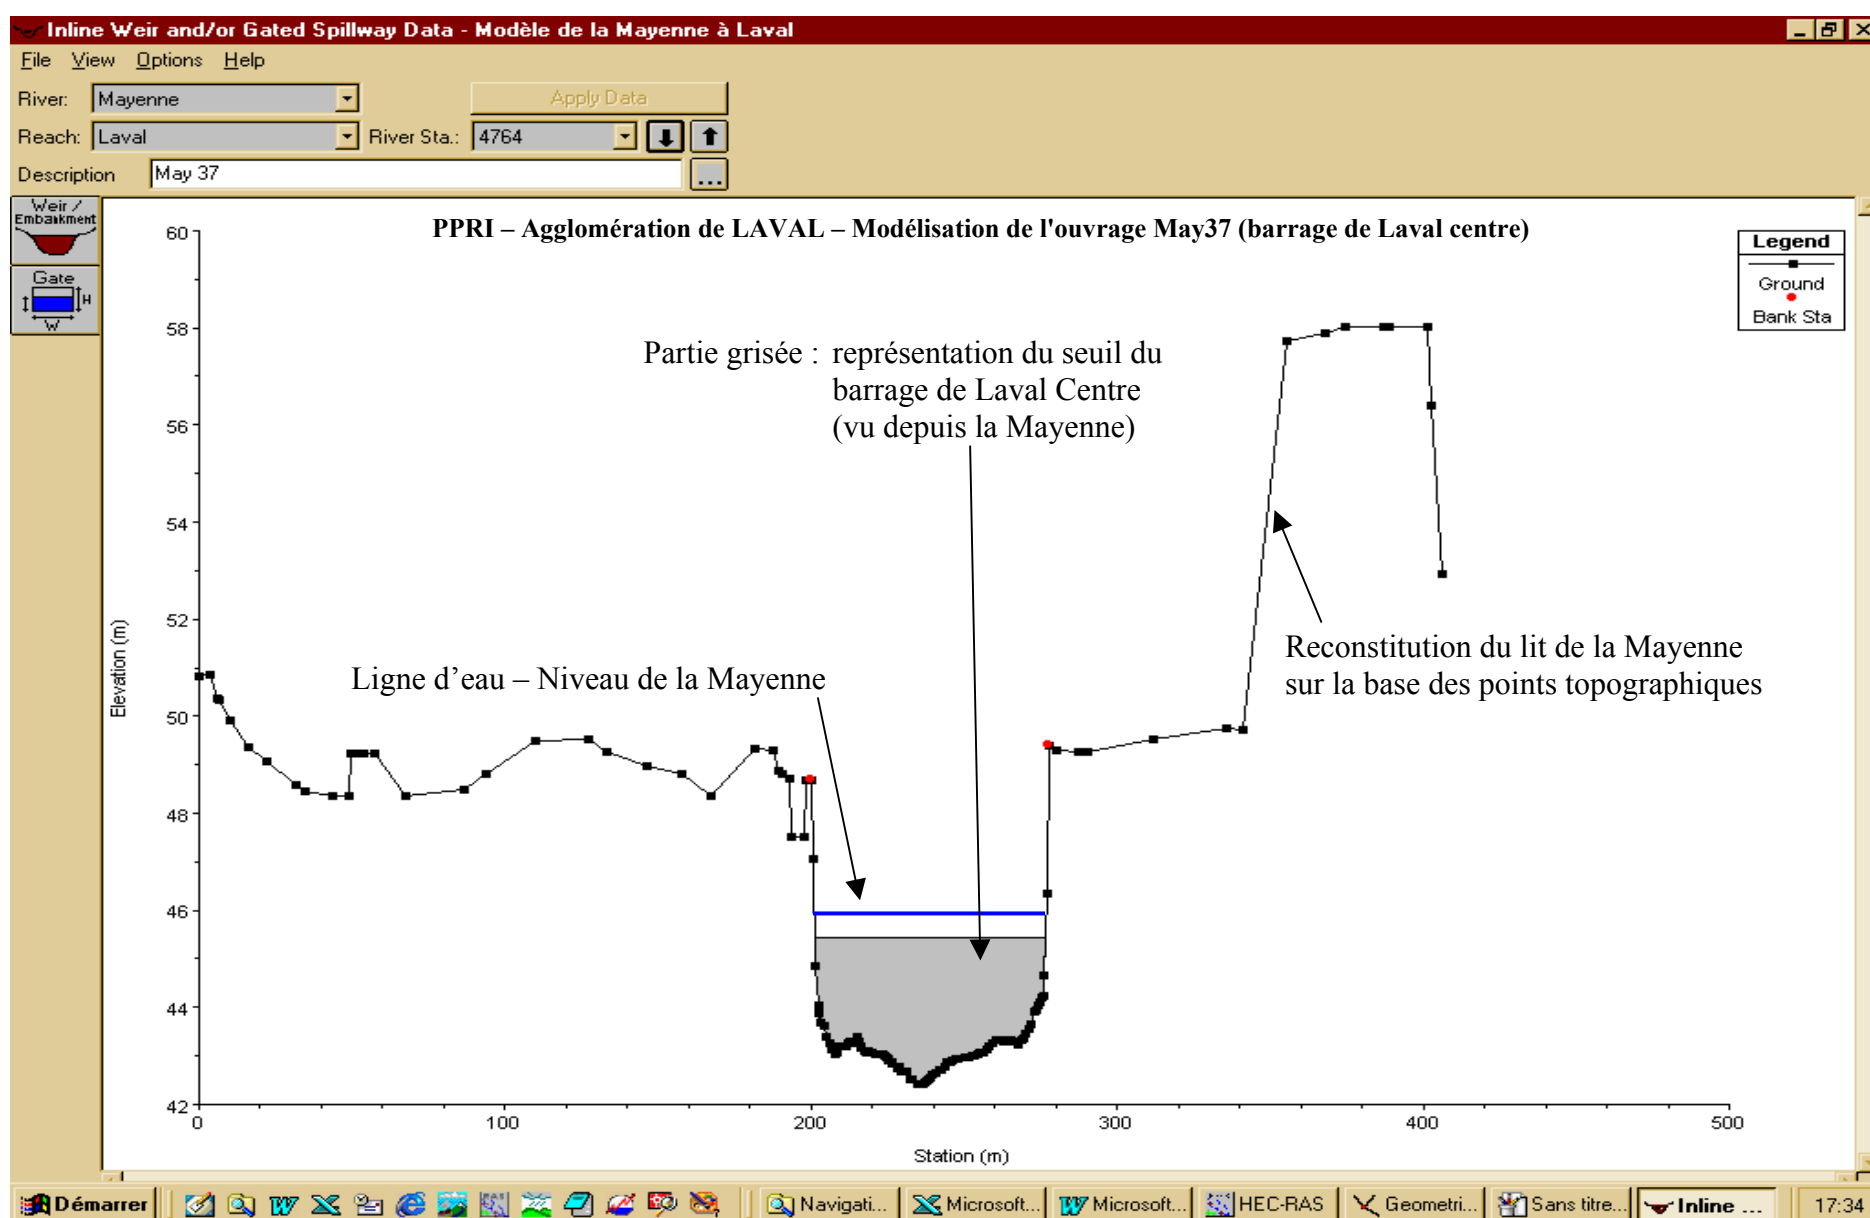 Inline Weir and/or Gated Spillway Data - Modèle de la Mayenne à Laval
File View Options Help
River: Mayenne Apply Data
Reach: Laval River Sta.: 4764
Description May 37 ...
Weir / Embankment
Gate
H
W
PPRI – Agglomération de LAVAL – Modélisation de l'ouvrage May37 (barrage de Laval centre)
Legend
Ground
Bank Sta
Partie grisée : représentation du seuil du
barrage de Laval Centre
(vu depuis la Mayenne)
Ligne d’eau – Niveau de la Mayenne
Reconstitution du lit de la Mayenne
sur la base des points topographiques
Elevation (m)
60
58
56
54
52
50
48
46
44
42
0 100 200 300 400 500
Station (m)
Démarrer Navigati... Microsoft... Microsoft... HEC-RAS Geometri... Sans titre... Inline ... 17:34